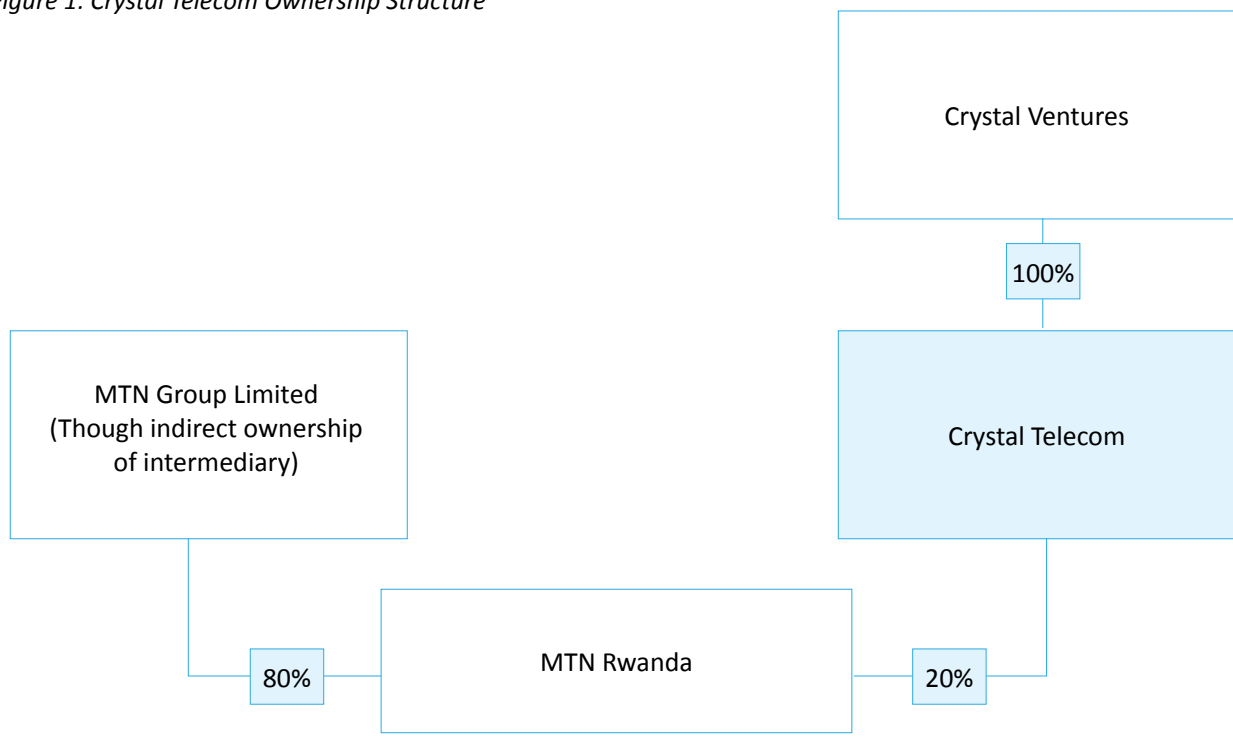 Figure 1: Crystal Telecom Ownership Structure
Crystal Ventures
100%
MTN Group Limited
(Though indirect ownership
of intermediary)
Crystal Telecom
MTN Rwanda
80%
20%